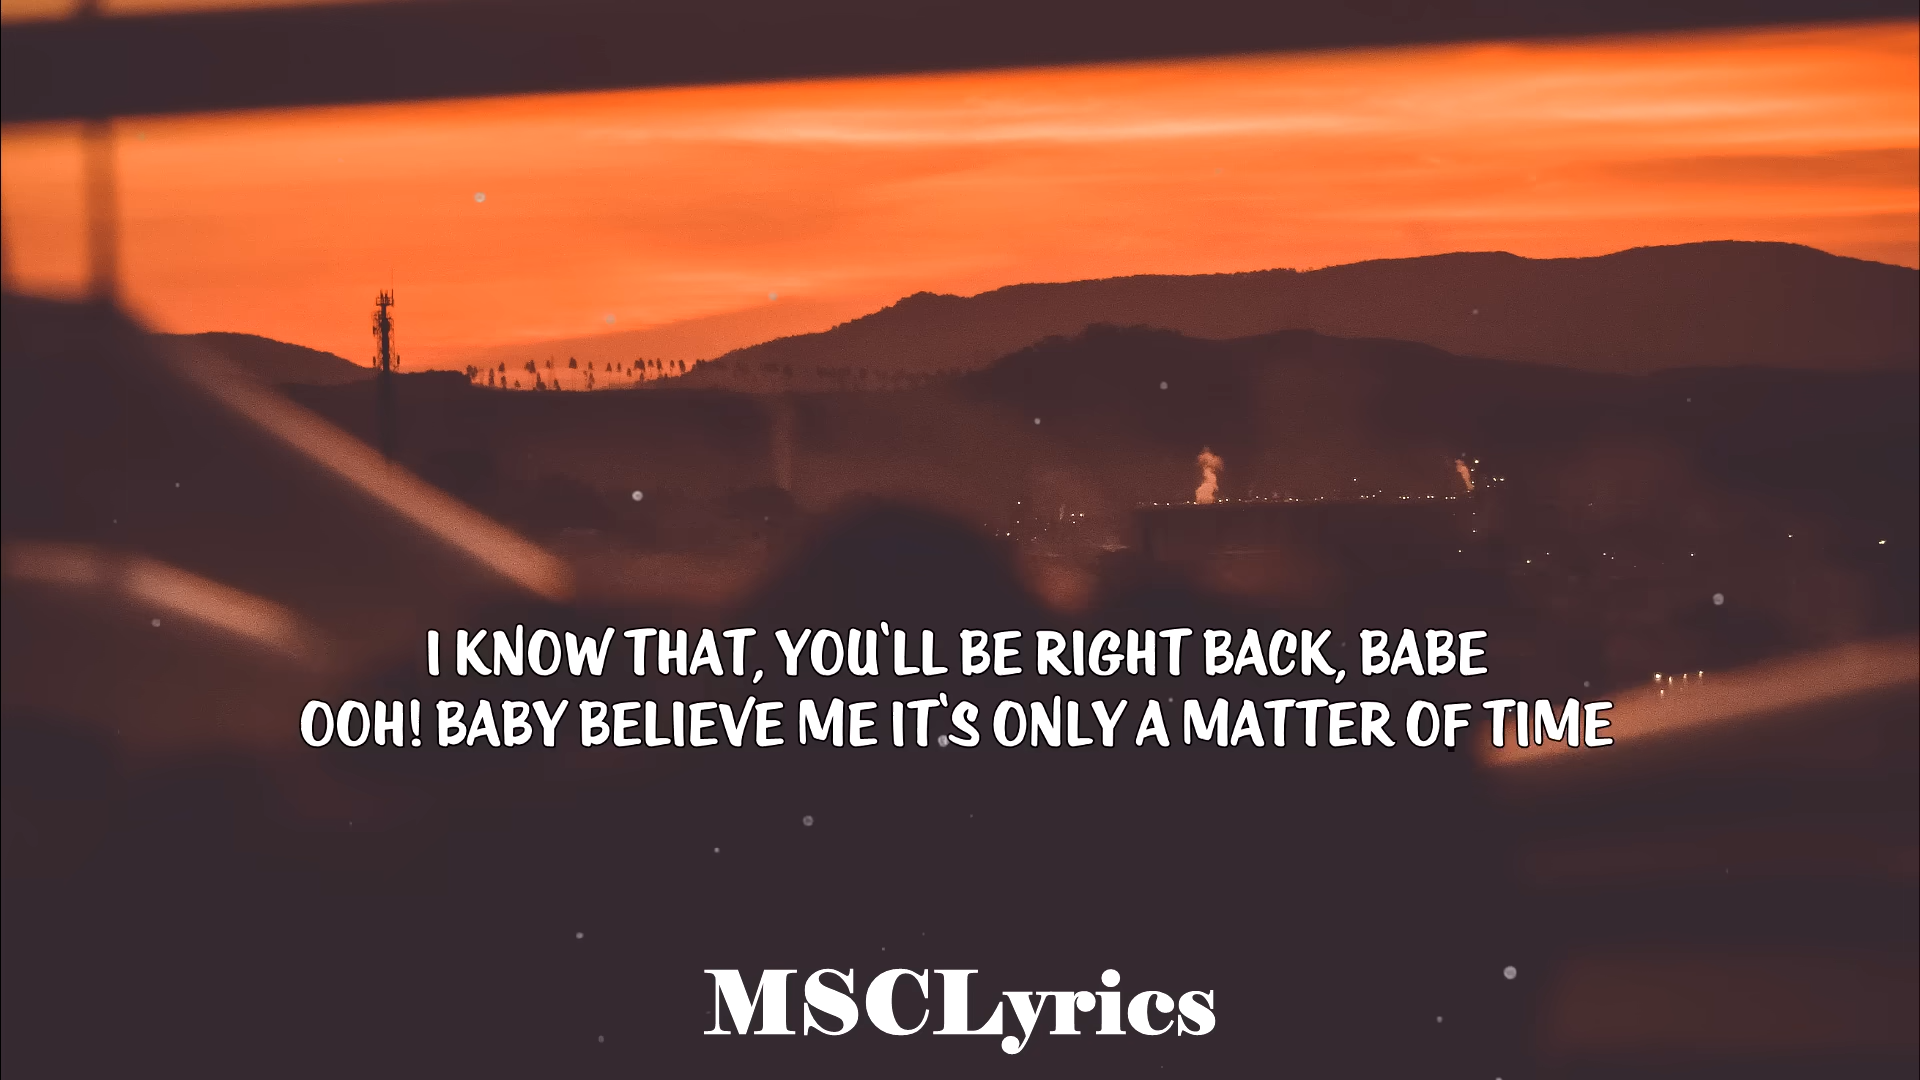 I KNOW THAT, YOU'LL BE RIGHT BACK, BABE
OOH! BABY BELIEVE ME IT'S ONLY A MATTER OF TIME
MSCLyrics